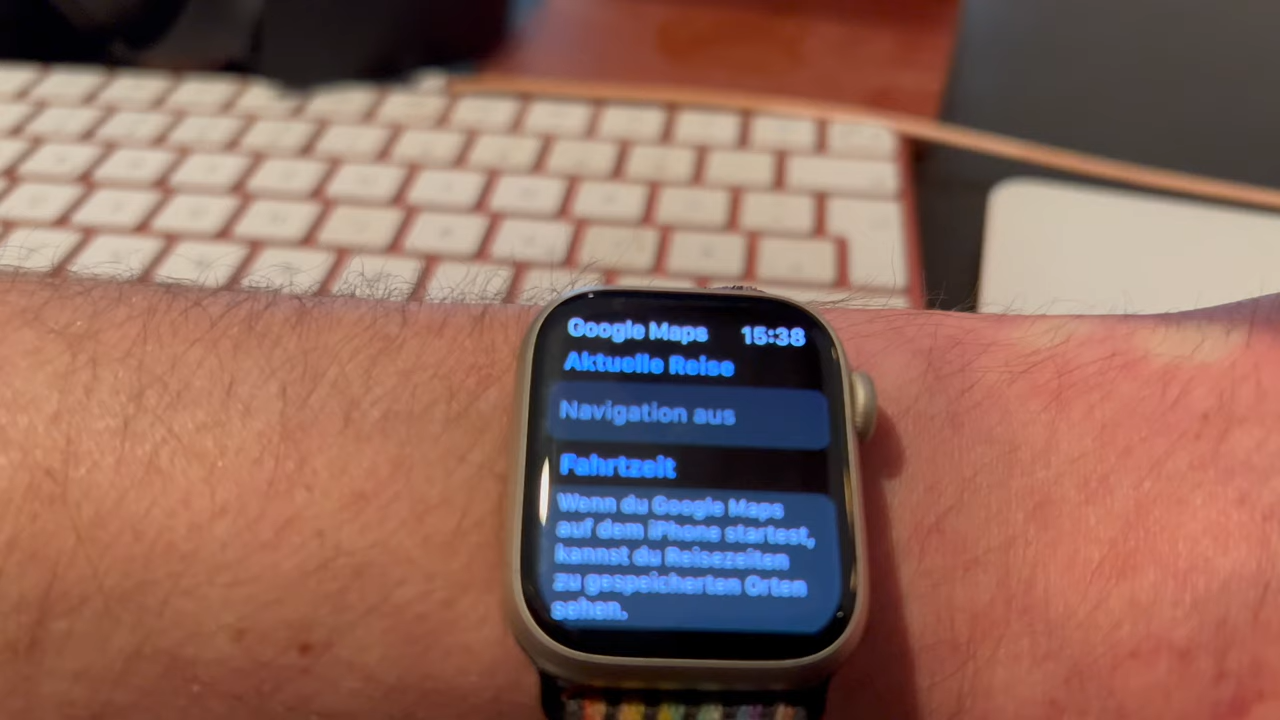 Google Maps 15:38
Aktuelle Reise
Navigation aus
Fahrtzeit
Wenn du Google Maps
auf dem iPhone startest,
kannst du Reisezeiten
zu gespeicherten Orten
sehen.